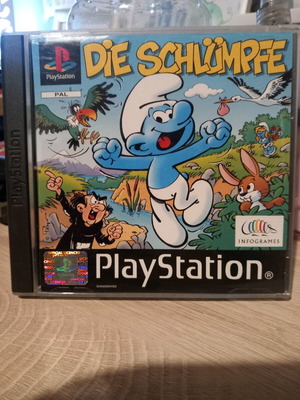 PlayStation
PAL
DIE SCHLÜMPFE
PlayStation
INFOGRAMES
PlayStation®